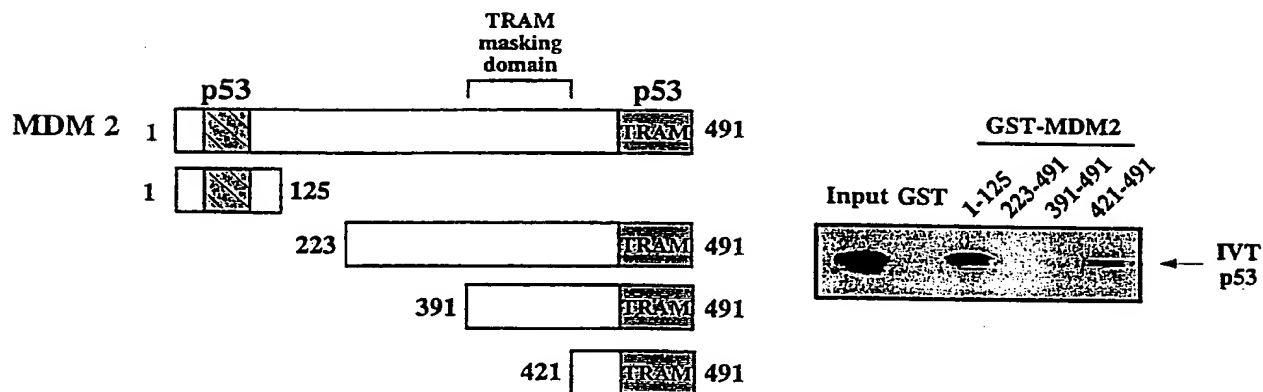 TRAM
masking
domain
p53 p53
MDM 2 1 TRAM 491
1 125
223 TRAM 491
391 TRAM 491
421 TRAM 491
GST-MDM2
Input GST 1-125 223-491 391-491 421-491
IVT
p53